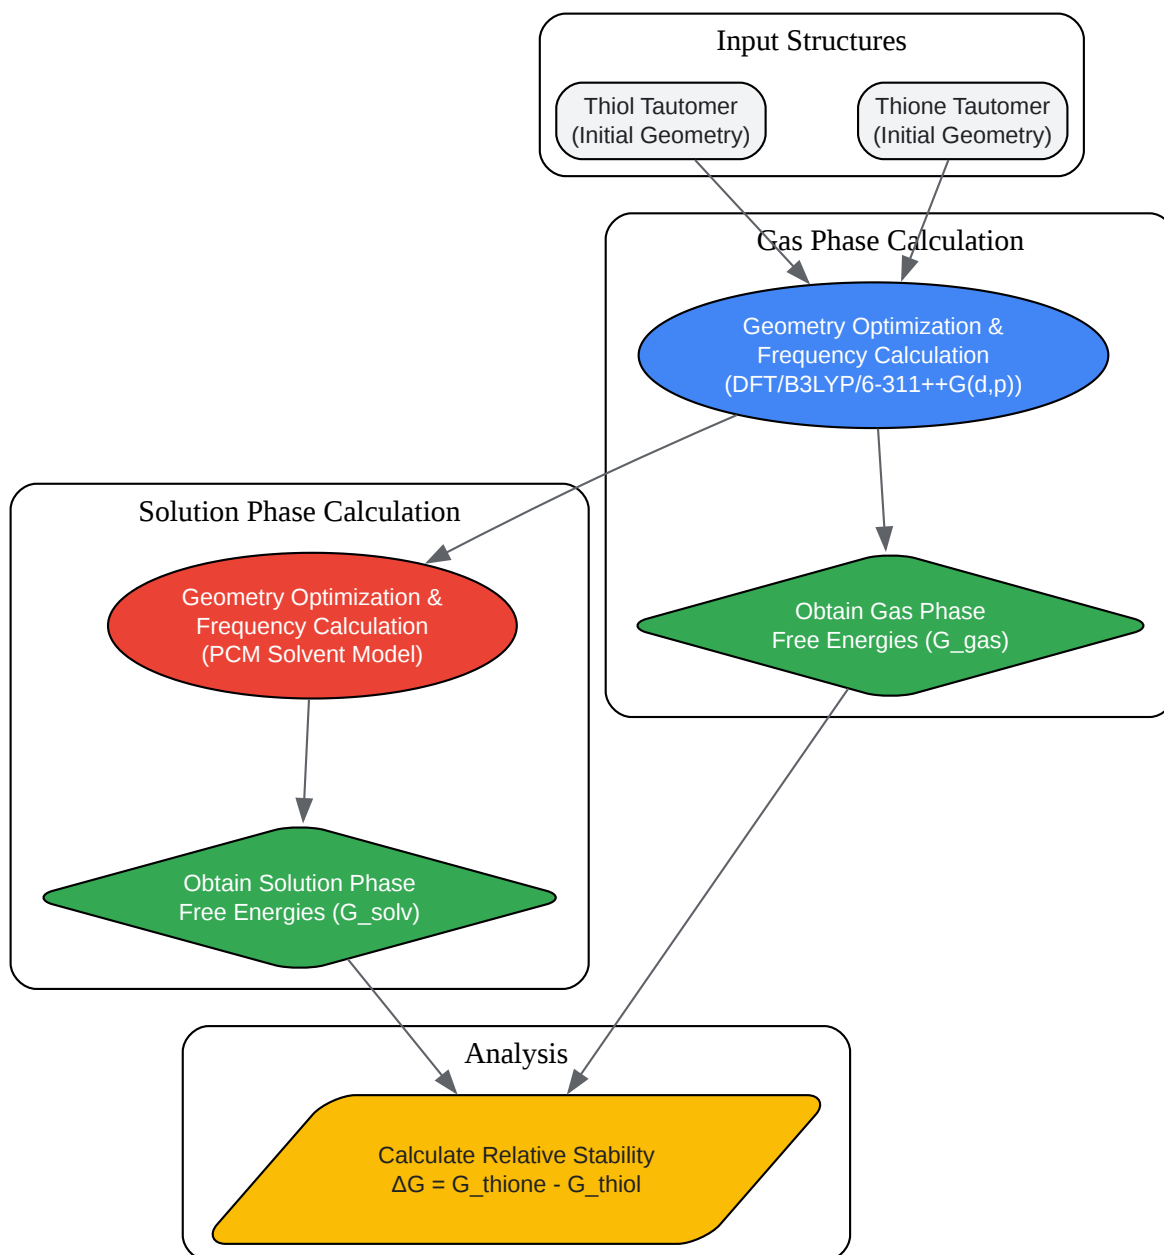 Input Structures
Thiol Tautomer
(Initial Geometry)
Thione Tautomer
(Initial Geometry)
Gas Phase Calculation
Geometry Optimization &
Frequency Calculation
(DFT/B3LYP/6-311++G(d,p))
Solution Phase Calculation
Geometry Optimization &
Frequency Calculation
(PCM Solvent Model)
Obtain Gas Phase
Free Energies (G_gas)
Obtain Solution Phase
Free Energies (G_solv)
Analysis
Calculate Relative Stability
ΔG = G_thione - G_thiol